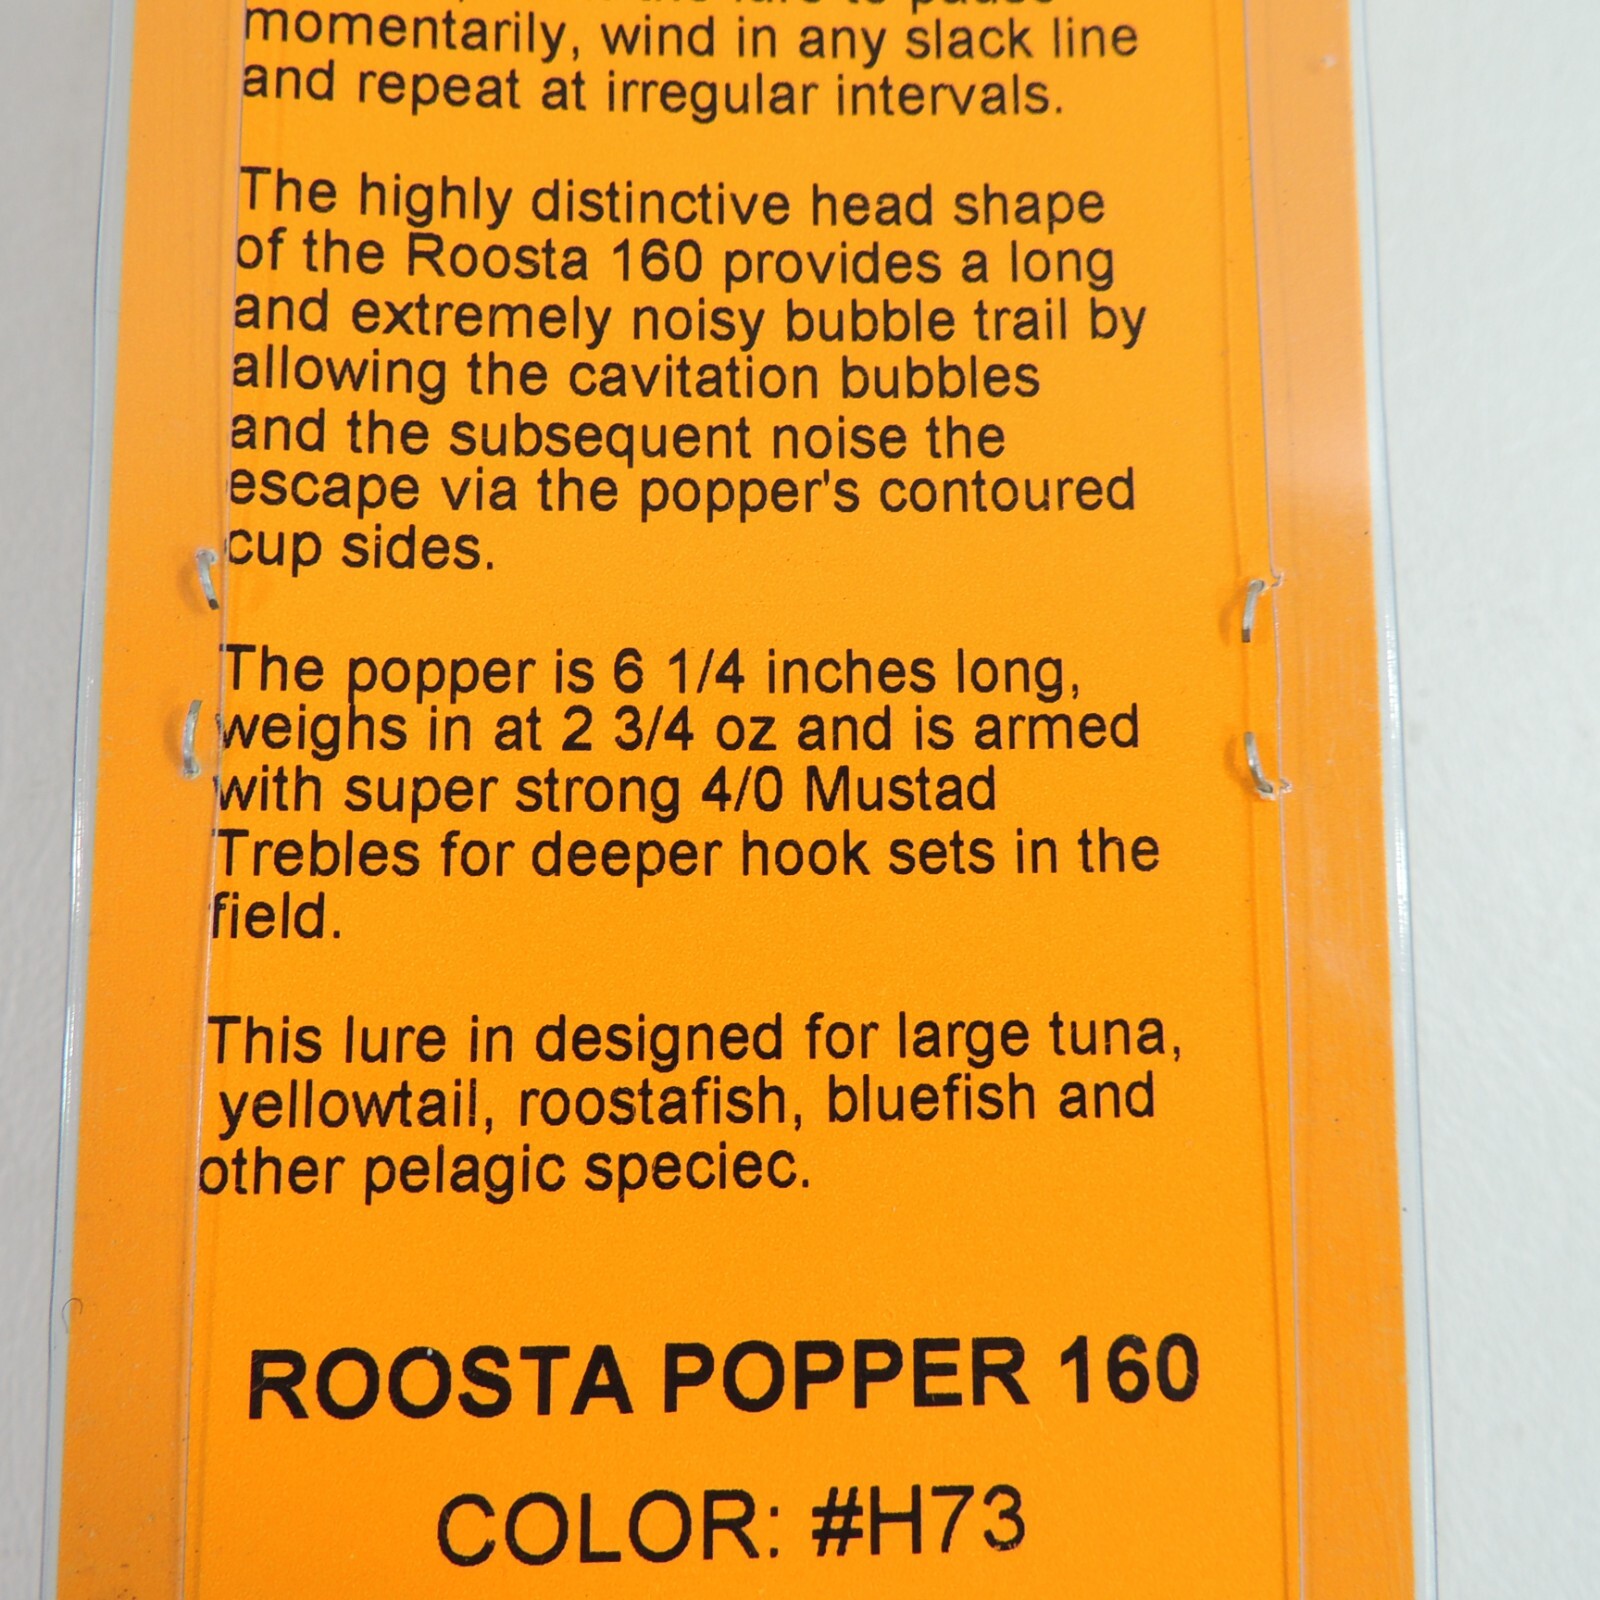 momentarily, wind in any slack line
and repeat at irregular intervals.
The highly distinctive head shape
of the Roosta 160 provides a long
and extremely noisy bubble trail by
allowing the cavitation bubbles
and the subsequent noise the
escape via the popper's contoured
cup sides.
The popper is 6 1/4 inches long,
weighs in at 2 3/4 oz and is armed
with super strong 4/0 Mustad
Trebles for deeper hook sets in the
field.
This lure in designed for large tuna,
yellowtail, roostafish, bluefish and
other pelagic speciec.
ROOSTA POPPER 160
COLOR: #H73